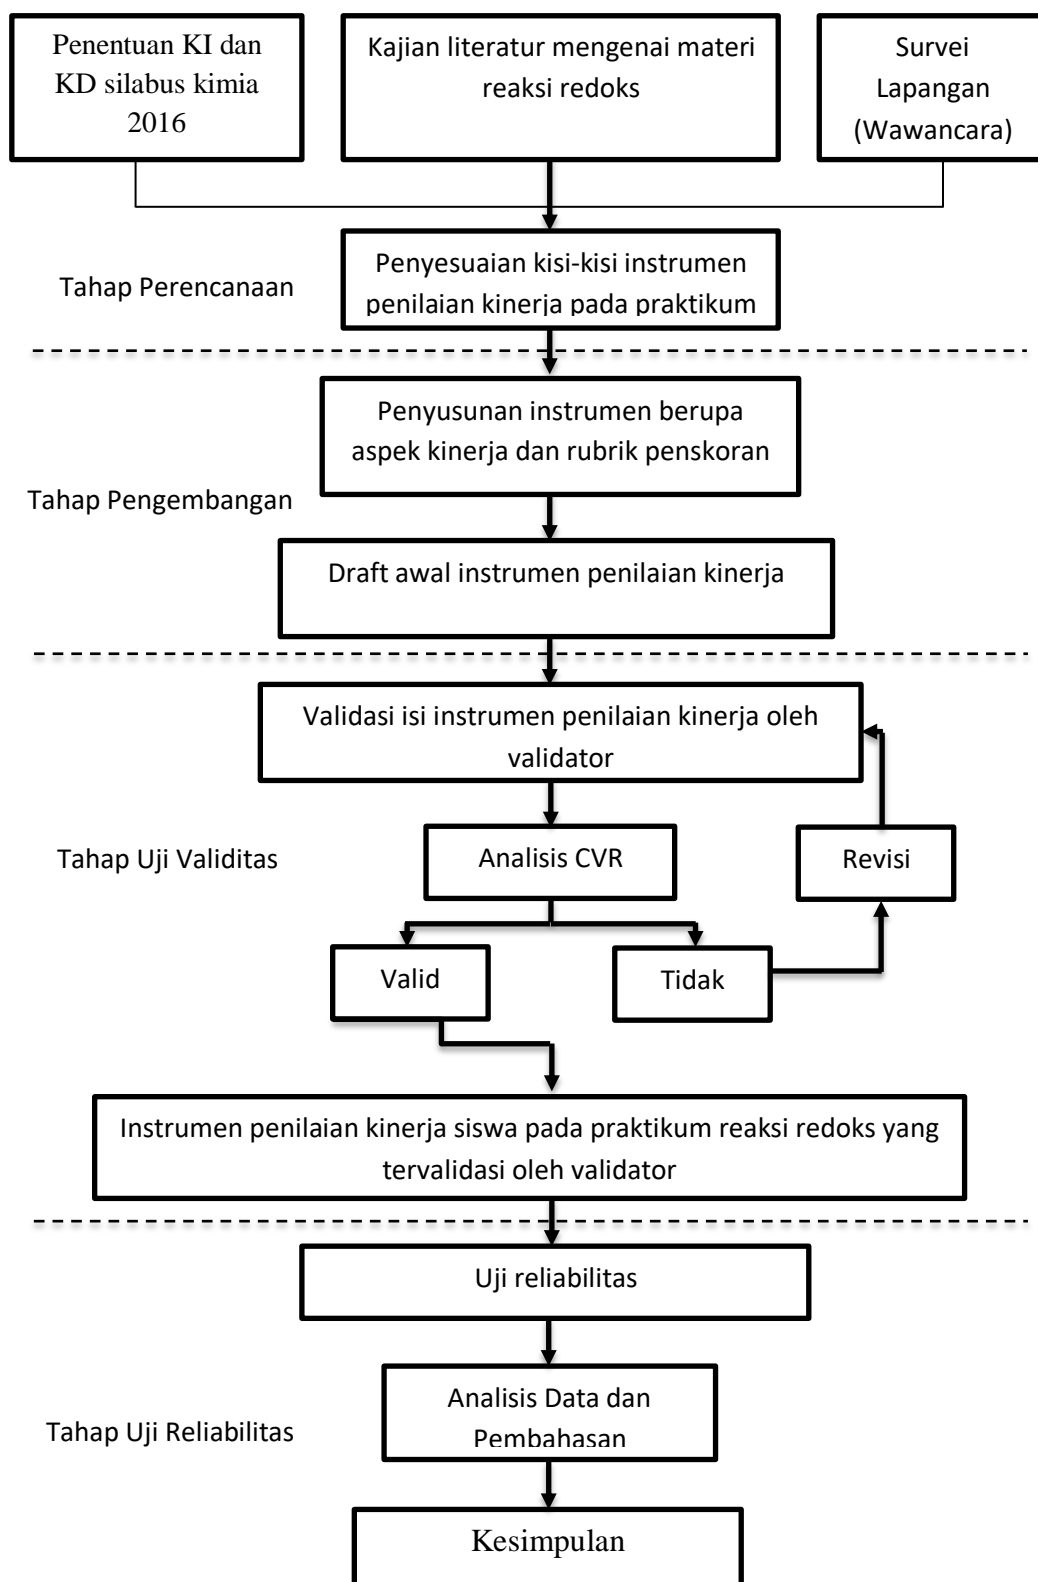 Penentuan KI dan
KD silabus kimia
2016
Kajian literatur mengenai materi
reaksi redoks
Survei
Lapangan
(Wawancara)
Tahap Perencanaan
Penyesuaian kisi-kisi instrumen
penilaian kinerja pada praktikum
Penyusunan instrumen berupa
aspek kinerja dan rubrik penskoran
Tahap Pengembangan
Draft awal instrumen penilaian kinerja
Validasi isi instrumen penilaian kinerja oleh
validator
Tahap Uji Validitas
Analisis CVR
Revisi
Valid
Tidak
Instrumen penilaian kinerja siswa pada praktikum reaksi redoks yang
tervalidasi oleh validator
Uji reliabilitas
Tahap Uji Reliabilitas
Analisis Data dan
Pembahasan
Kesimpulan